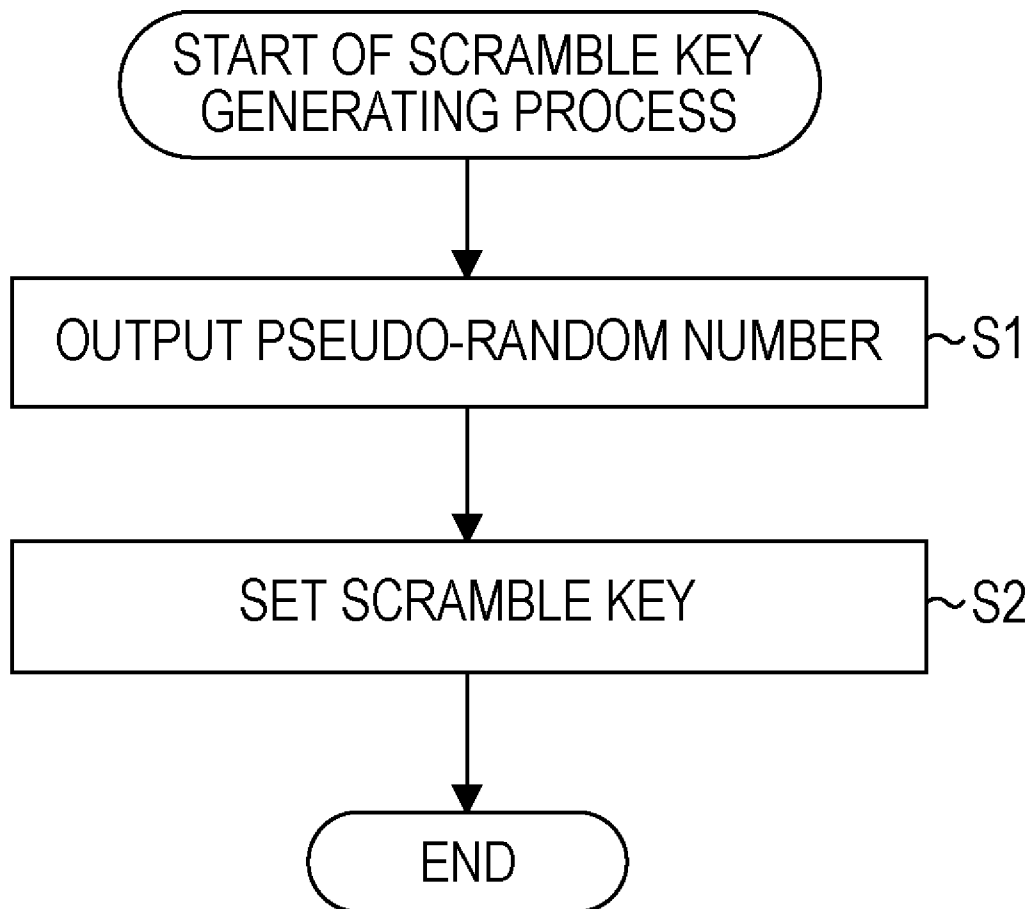 START OF SCRAMBLE KEY
GENERATING PROCESS
OUTPUT PSEUDO-RANDOM NUMBER
S1
SET SCRAMBLE KEY
S2
END